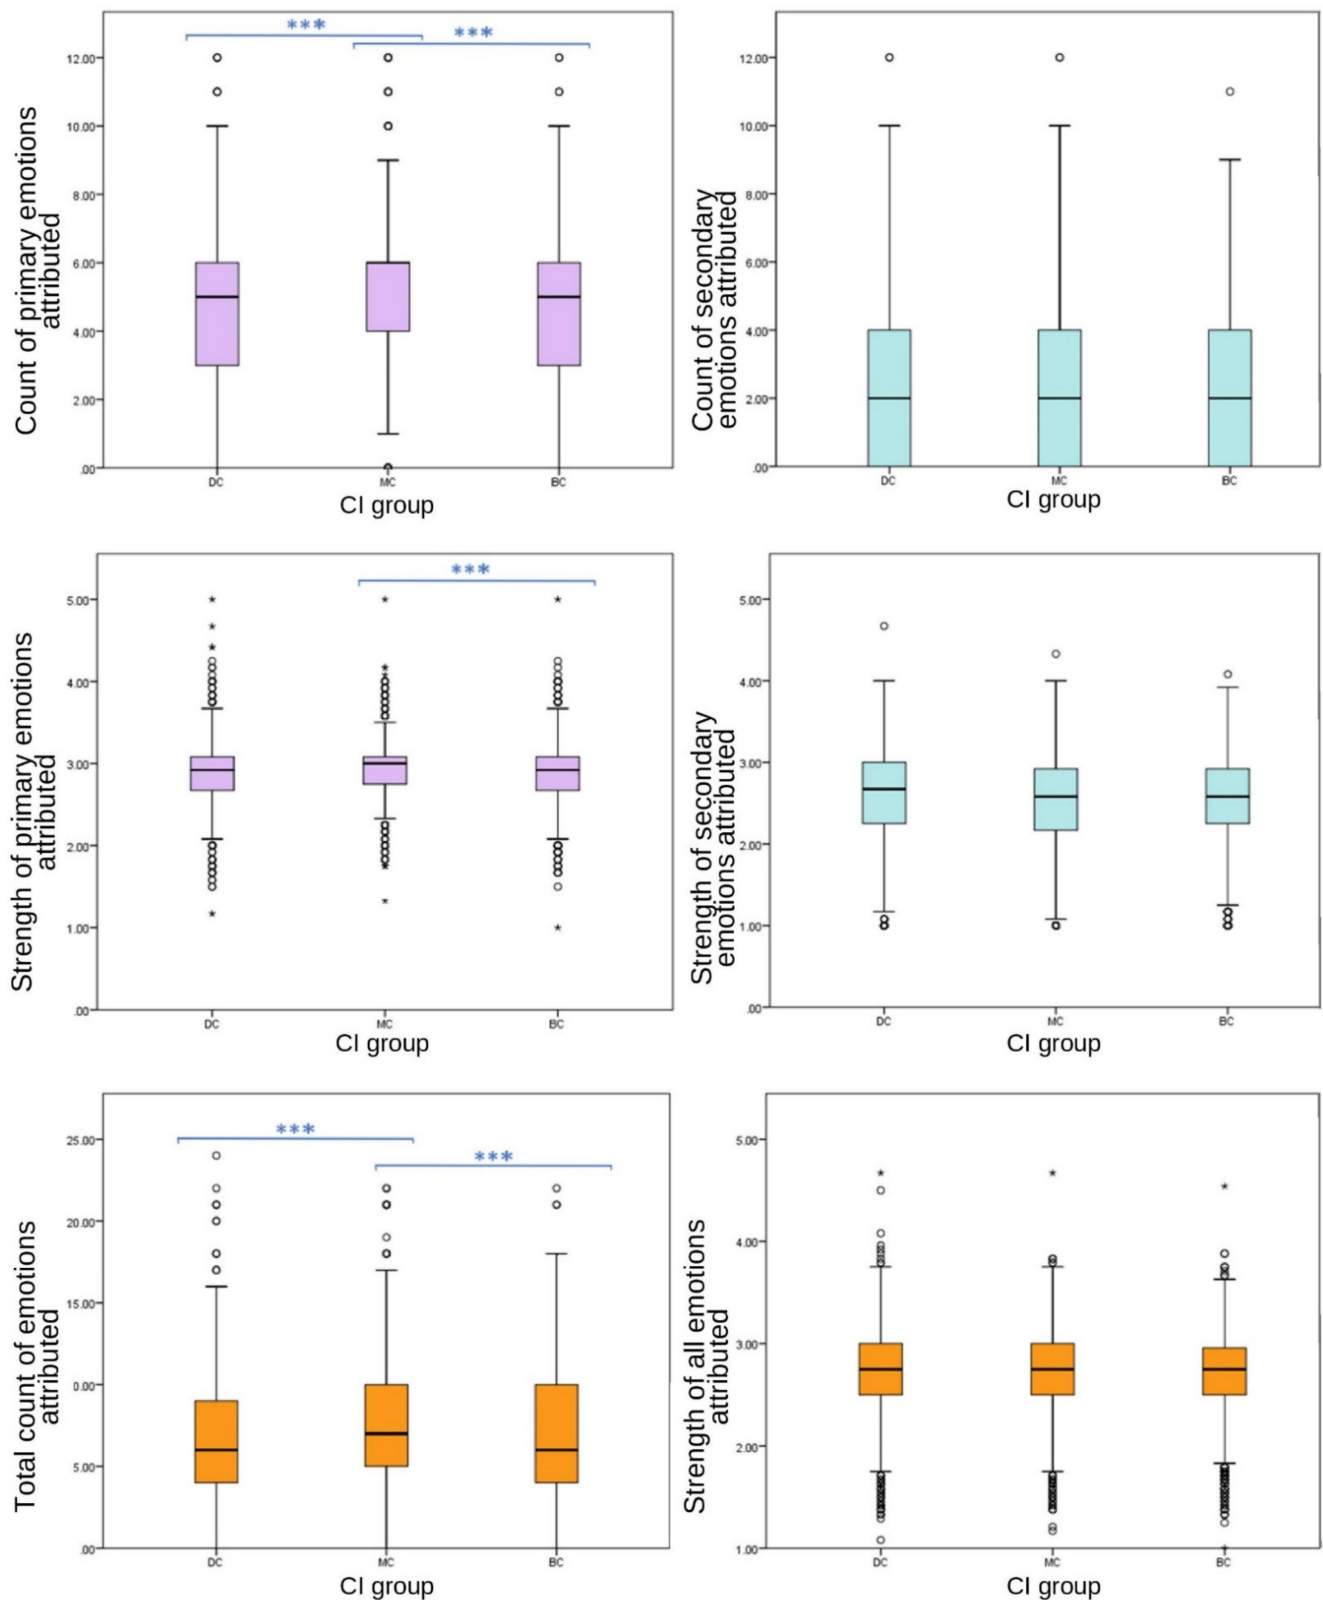 ***
***
12.00
10.00
8.00
6.00
4.00
2.00
.00
Count of primary emotions
attributed
DC MC BC
CI group
12.00
10.00
8.00
6.00
4.00
2.00
.00
Count of secondary
emotions attributed
DC MC BC
CI group
***
5.00
4.00
3.00
2.00
1.00
.00
Strength of primary emotions
attributed
DC MC BC
CI group
5.00
4.00
3.00
2.00
1.00
.00
Strength of secondary
emotions attributed
DC MC BC
CI group
***
***
25.00
20.00
15.00
0.00
5.00
.00
Total count of emotions
attributed
DC MC BC
CI group
5.00
4.00
3.00
2.00
1.00
Strength of all emotions
attributed
DC MC BC
CI group